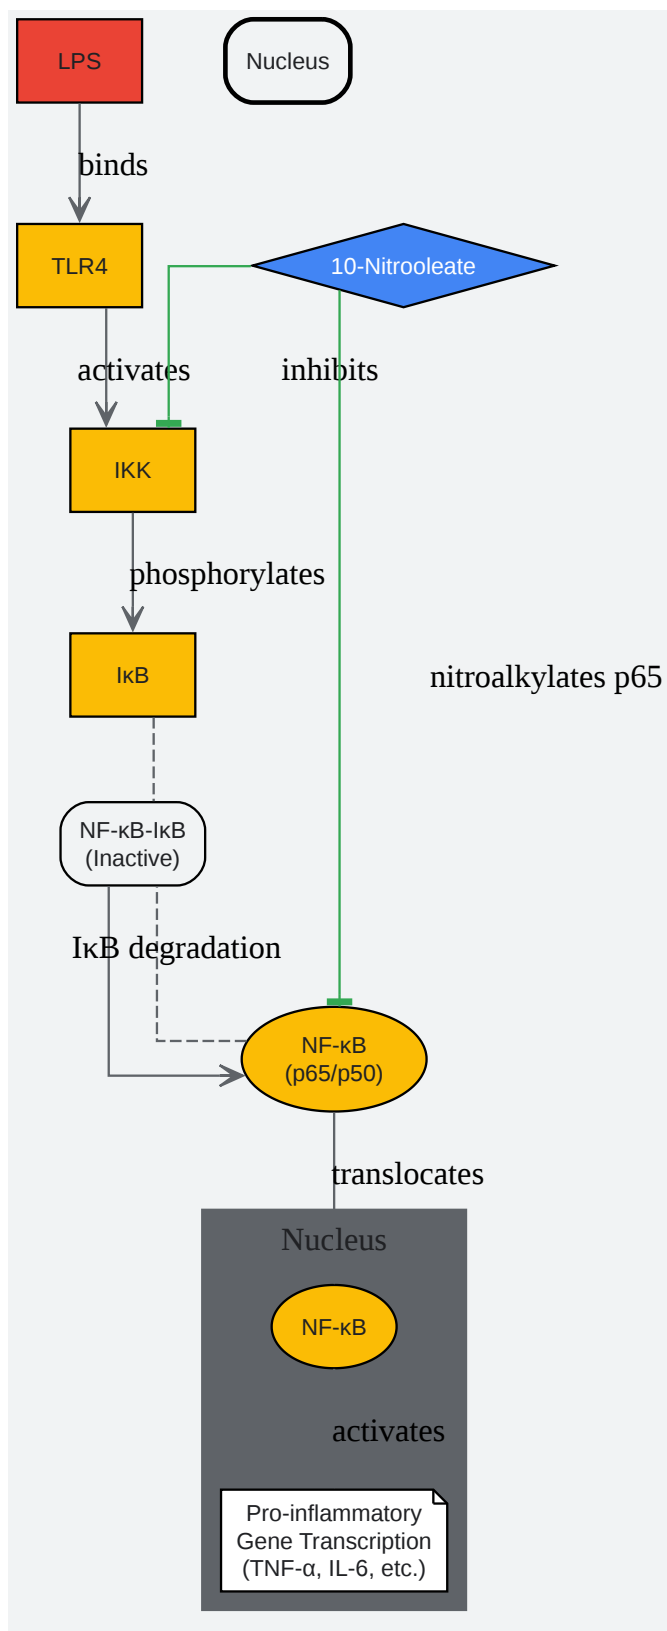 LPS
Nucleus
binds
TLR4
10-Nitrooleate
activates
inhibits
IKK
phosphorylates
IκB
nitroalkylates p65
NF-κB-IκB
(Inactive)
IκB degradation
NF-κB
(p65/p50)
translocates
Nucleus
NF-κB
activates
Pro-inflammatory
Gene Transcription
(TNF-α, IL-6, etc.)